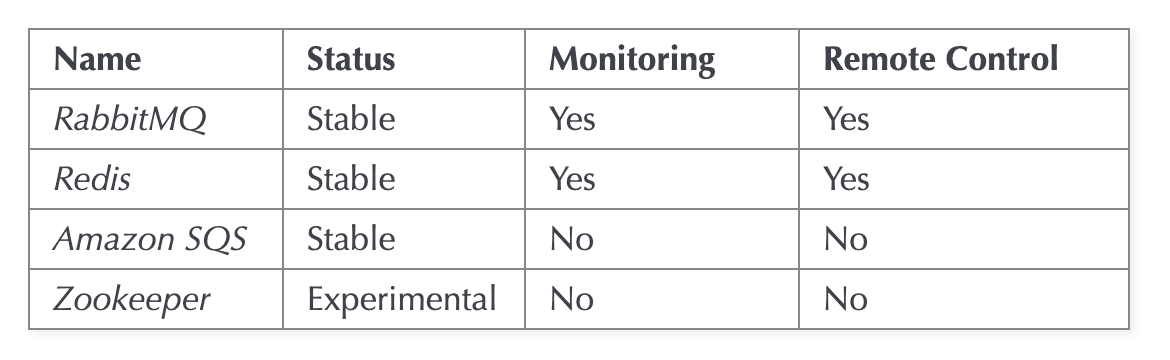 Name Status Monitoring Remote Control
RabbitMQ Stable Yes Yes
Redis Stable Yes Yes
Amazon SQS Stable No No
Zookeeper Experimental No No